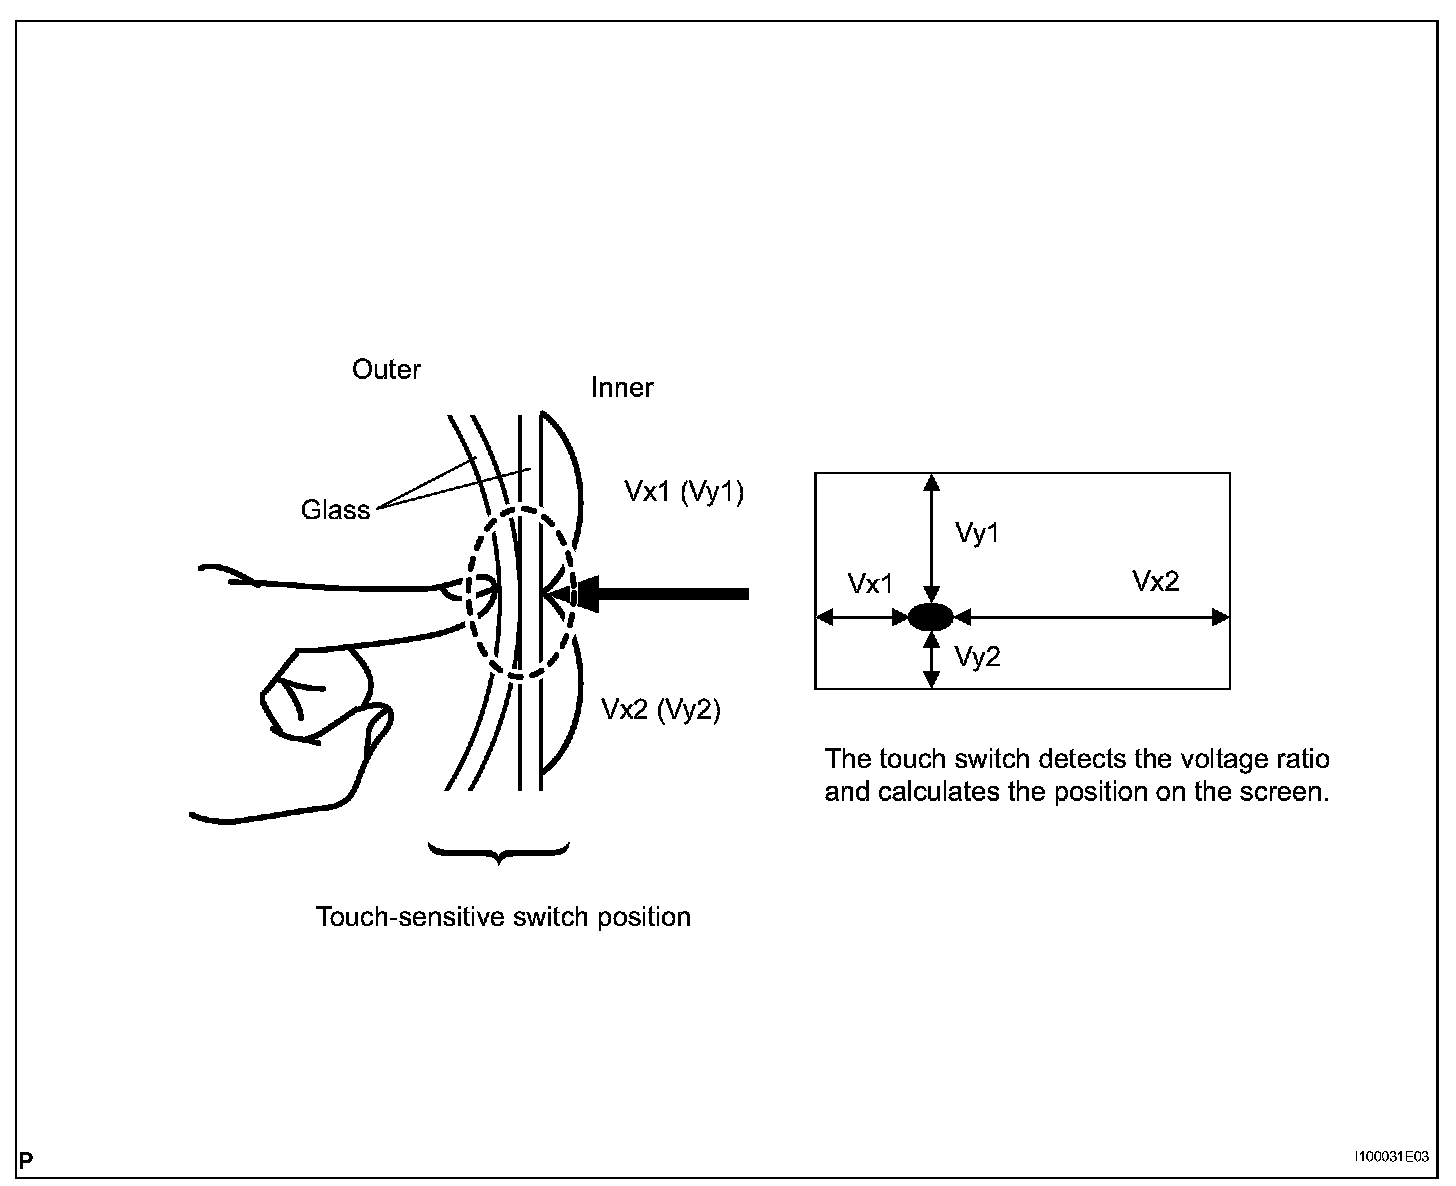 Outer
Inner
Glass
Vx1 (Vy1)
Vx2 (Vy2)
Touch-sensitive switch position
Vy1
Vx1
Vx2
Vy2
The touch switch detects the voltage ratio
and calculates the position on the screen.
P
I100031E03